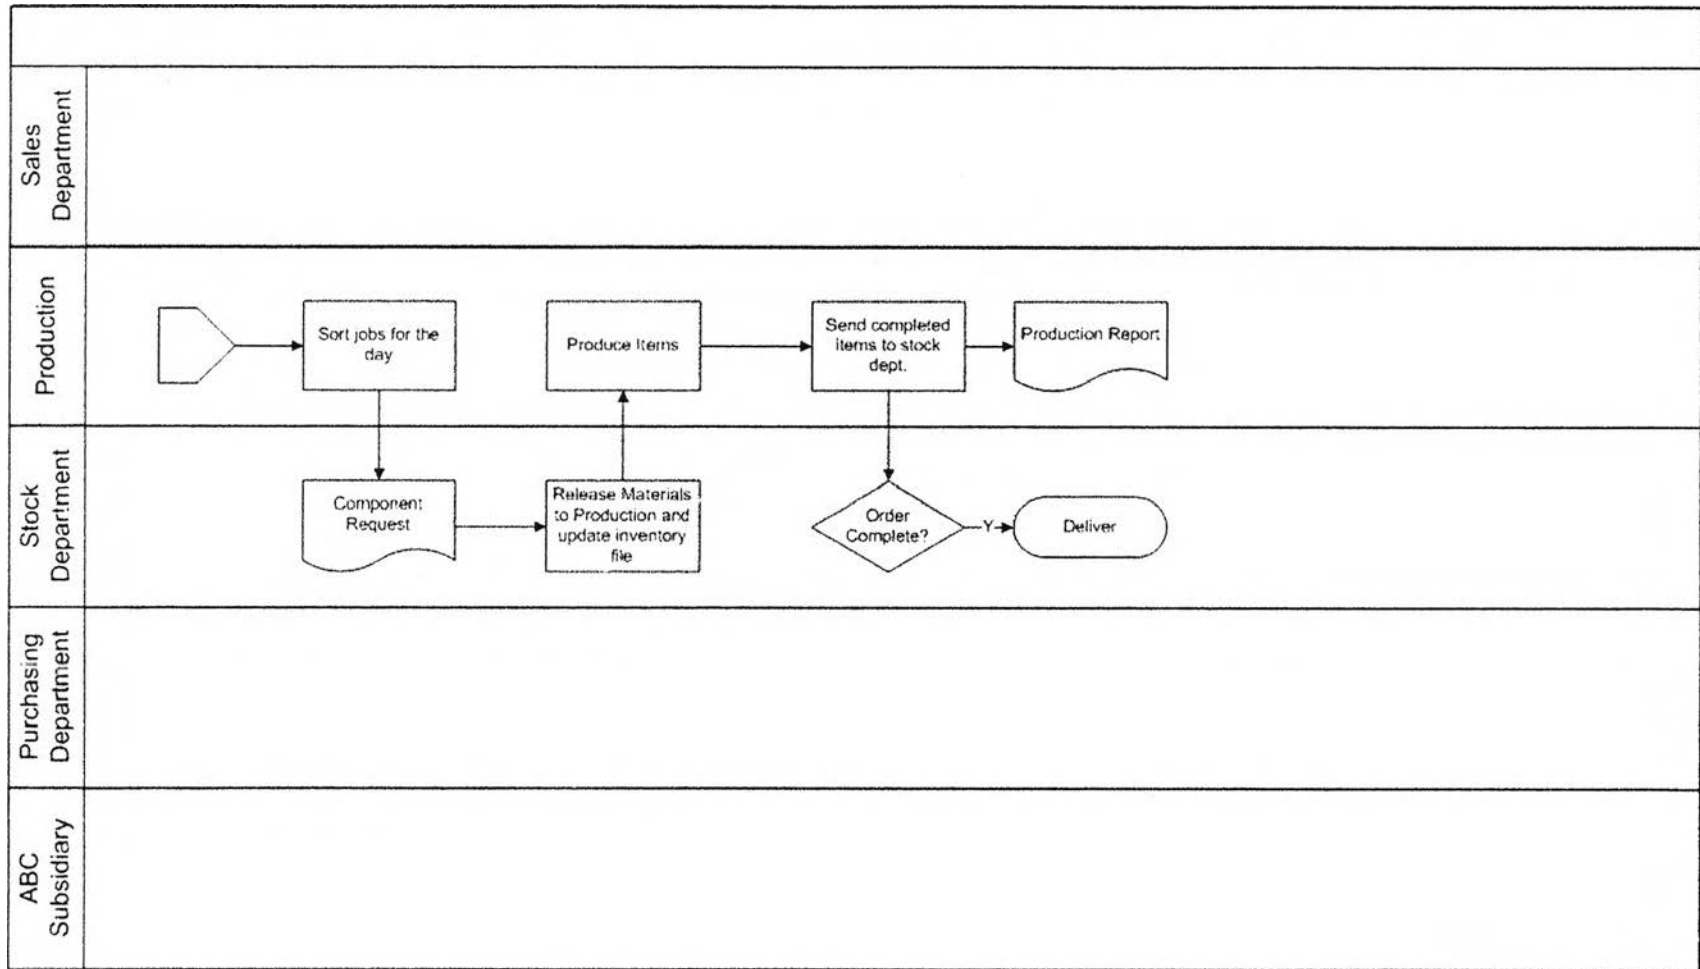 Sales
Department
Production
Sort jobs for the
day
Produce Items
Send completed
items to stock
dept.
Production Report
Stock
Department
Component
Request
Release Materials
to Production and
update inventory
file
Order
Complete?
Y
Deliver
Purchasing
Department
ABC
Subsidiary